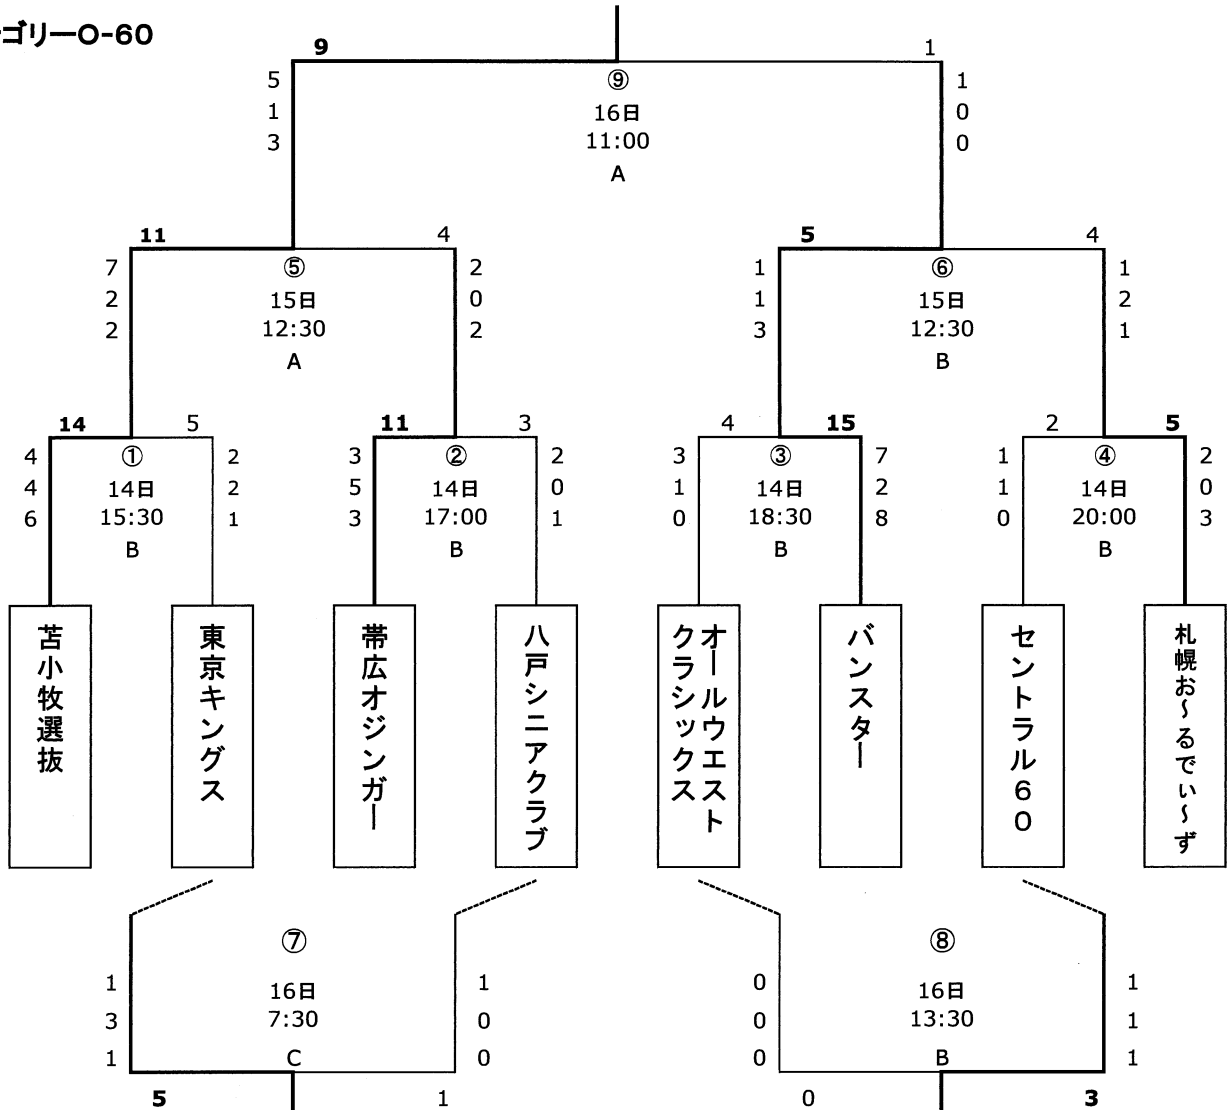 ゴリーO-60
9 1
5 ⑨ 1
1 16日 0
3 11:00 0
A
11 4 5 4
7 ⑤ 2 1 ⑥ 1
2 15日 0 1 15日 2
2 12:30 2 3 12:30 1
A B
14 5 11 3 4 15 2 5
4 ① 2 3 ② 2 3 ③ 7 1 ④ 2
4 14日 2 5 14日 0 1 14日 2 1 14日 0
6 15:30 1 3 17:00 1 0 18:30 8 0 20:00 3
B B B B
苫小牧選抜
東京キングス
帯広オジンガー
八戸シニアクラブ
オールウエスト
クラシックス
バンスター
セントラル60
札幌お～るでぃ～ず
⑦ ⑧
1 16日 1 0 16日 1
3 7:30 0 0 13:30 1
1 C 0 0 B 1
5 1 0 3